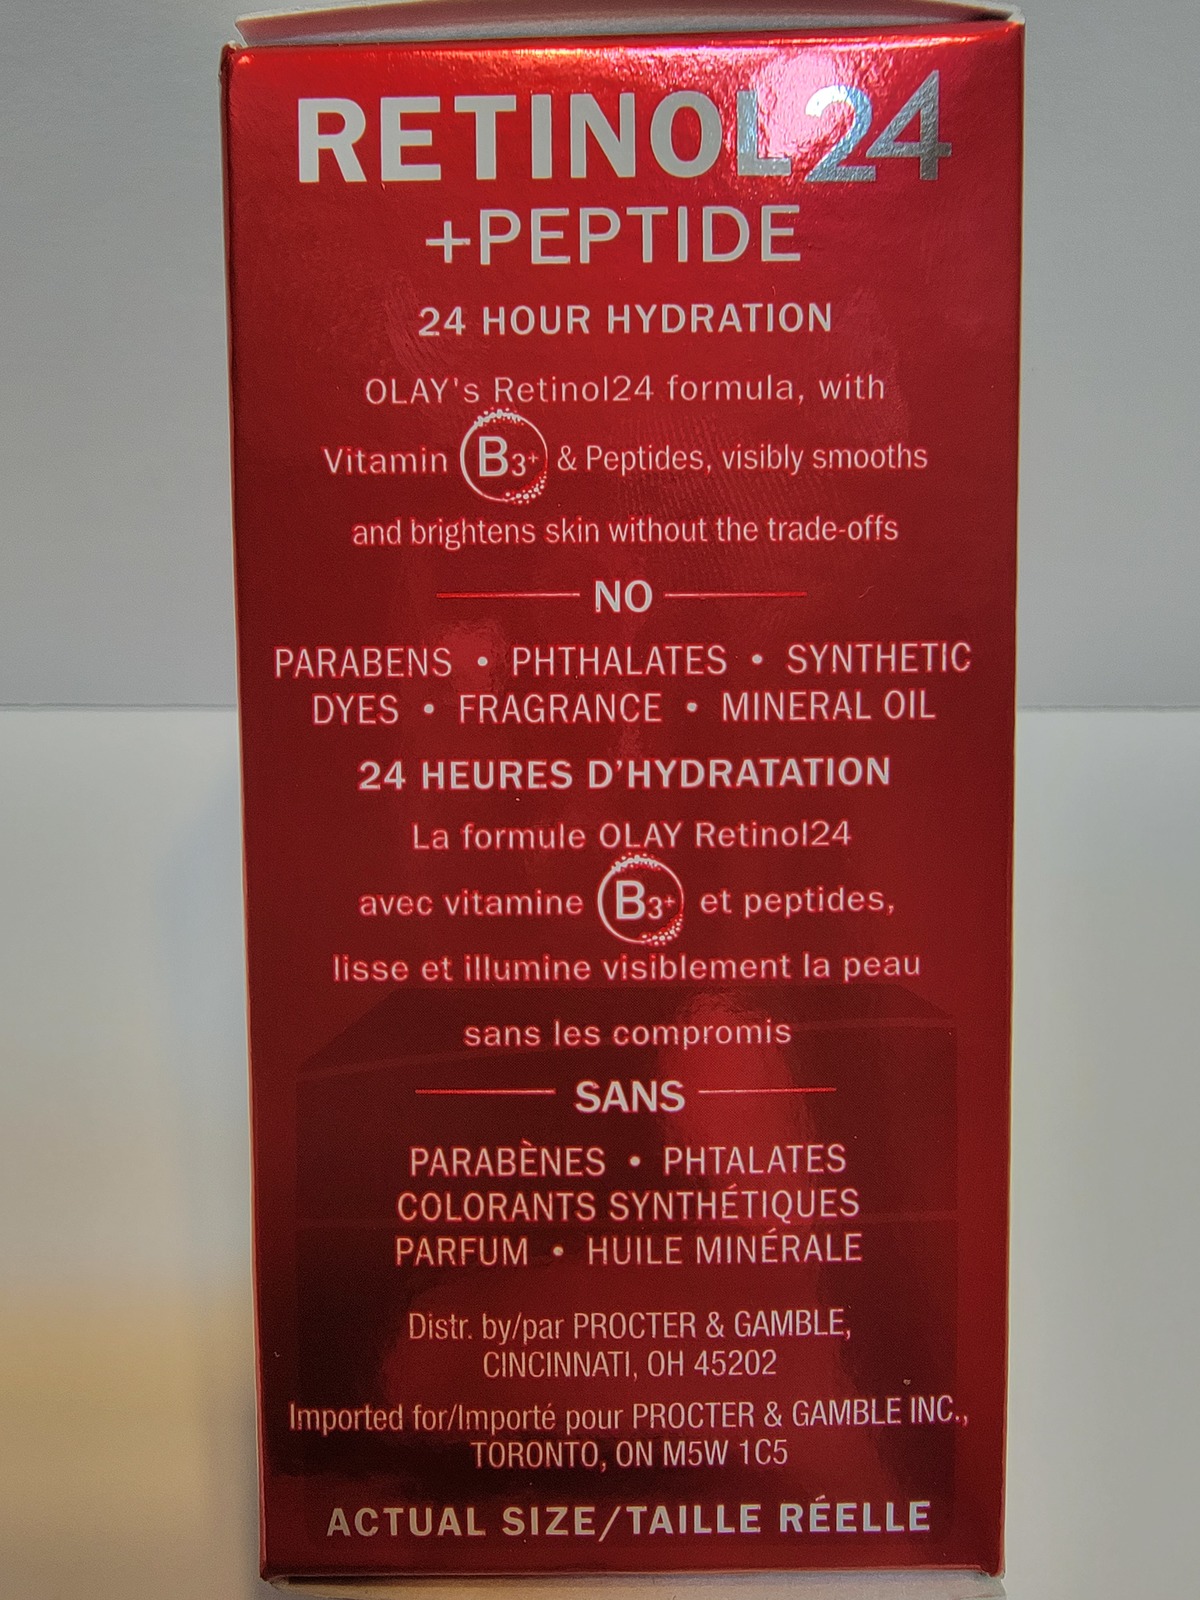 RETINOL24
+PEPTIDE
24 HOUR HYDRATION
OLAY's Retinol24 formula, with
Vitamin B3+ & Peptides, visibly smooths
and brightens skin without the trade-offs
NO
PARABENS • PHTHALATES • SYNTHETIC
DYES • FRAGRANCE • MINERAL OIL
24 HEURES D'HYDRATATION
La formule OLAY Retinol24
avec vitamine B3+ et peptides,
lisse et illumine visiblement la peau
sans les compromis
SANS
PARABÈNES • PHTALATES
COLORANTS SYNTHÉTIQUES
PARFUM • HUILE MINÉRALE
Distr. by/par PROCTER & GAMBLE,
CINCINNATI, OH 45202
Imported for/Importé pour PROCTER & GAMBLE INC.,
TORONTO, ON M5W 1C5
ACTUAL SIZE/TAILLE RÉELLE